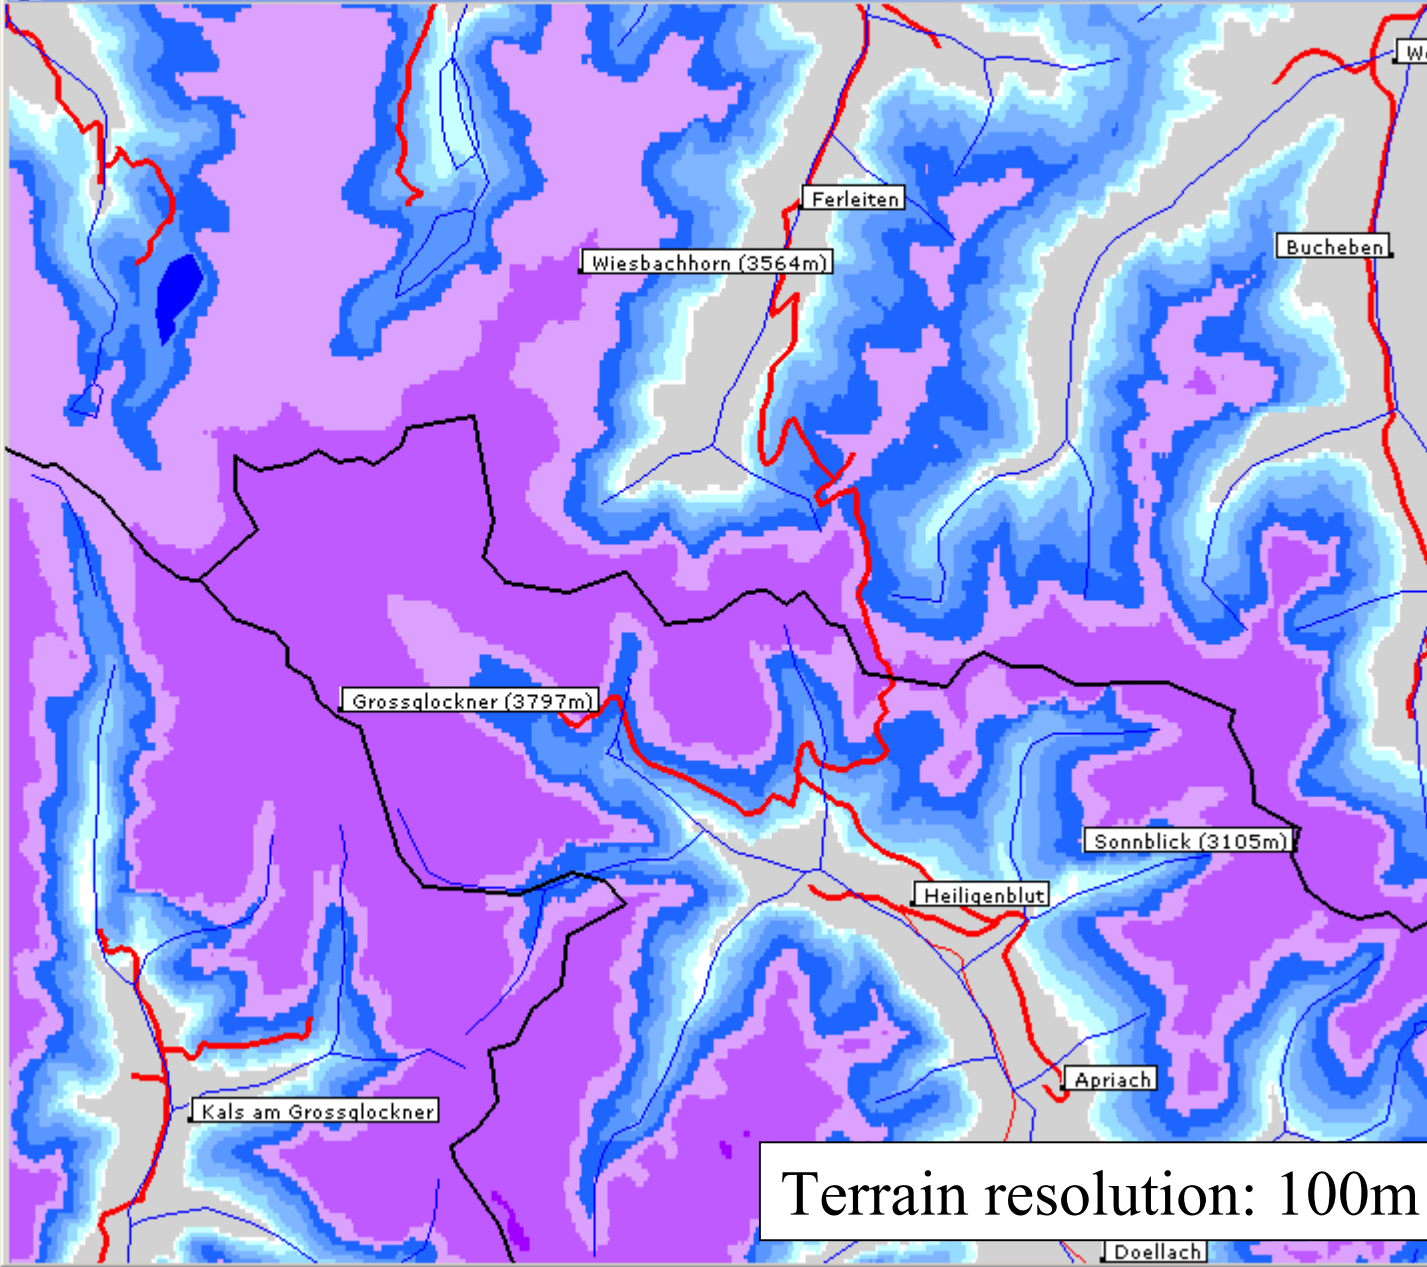 Ferleiten
Bucheben
Wiesbachhorn (3564m)
Grossglockner (3797m)
Sonnblick (3105m)
Heiligenblut
Apriach
Kals am Grossglockner
Terrain resolution: 100m
Doellach